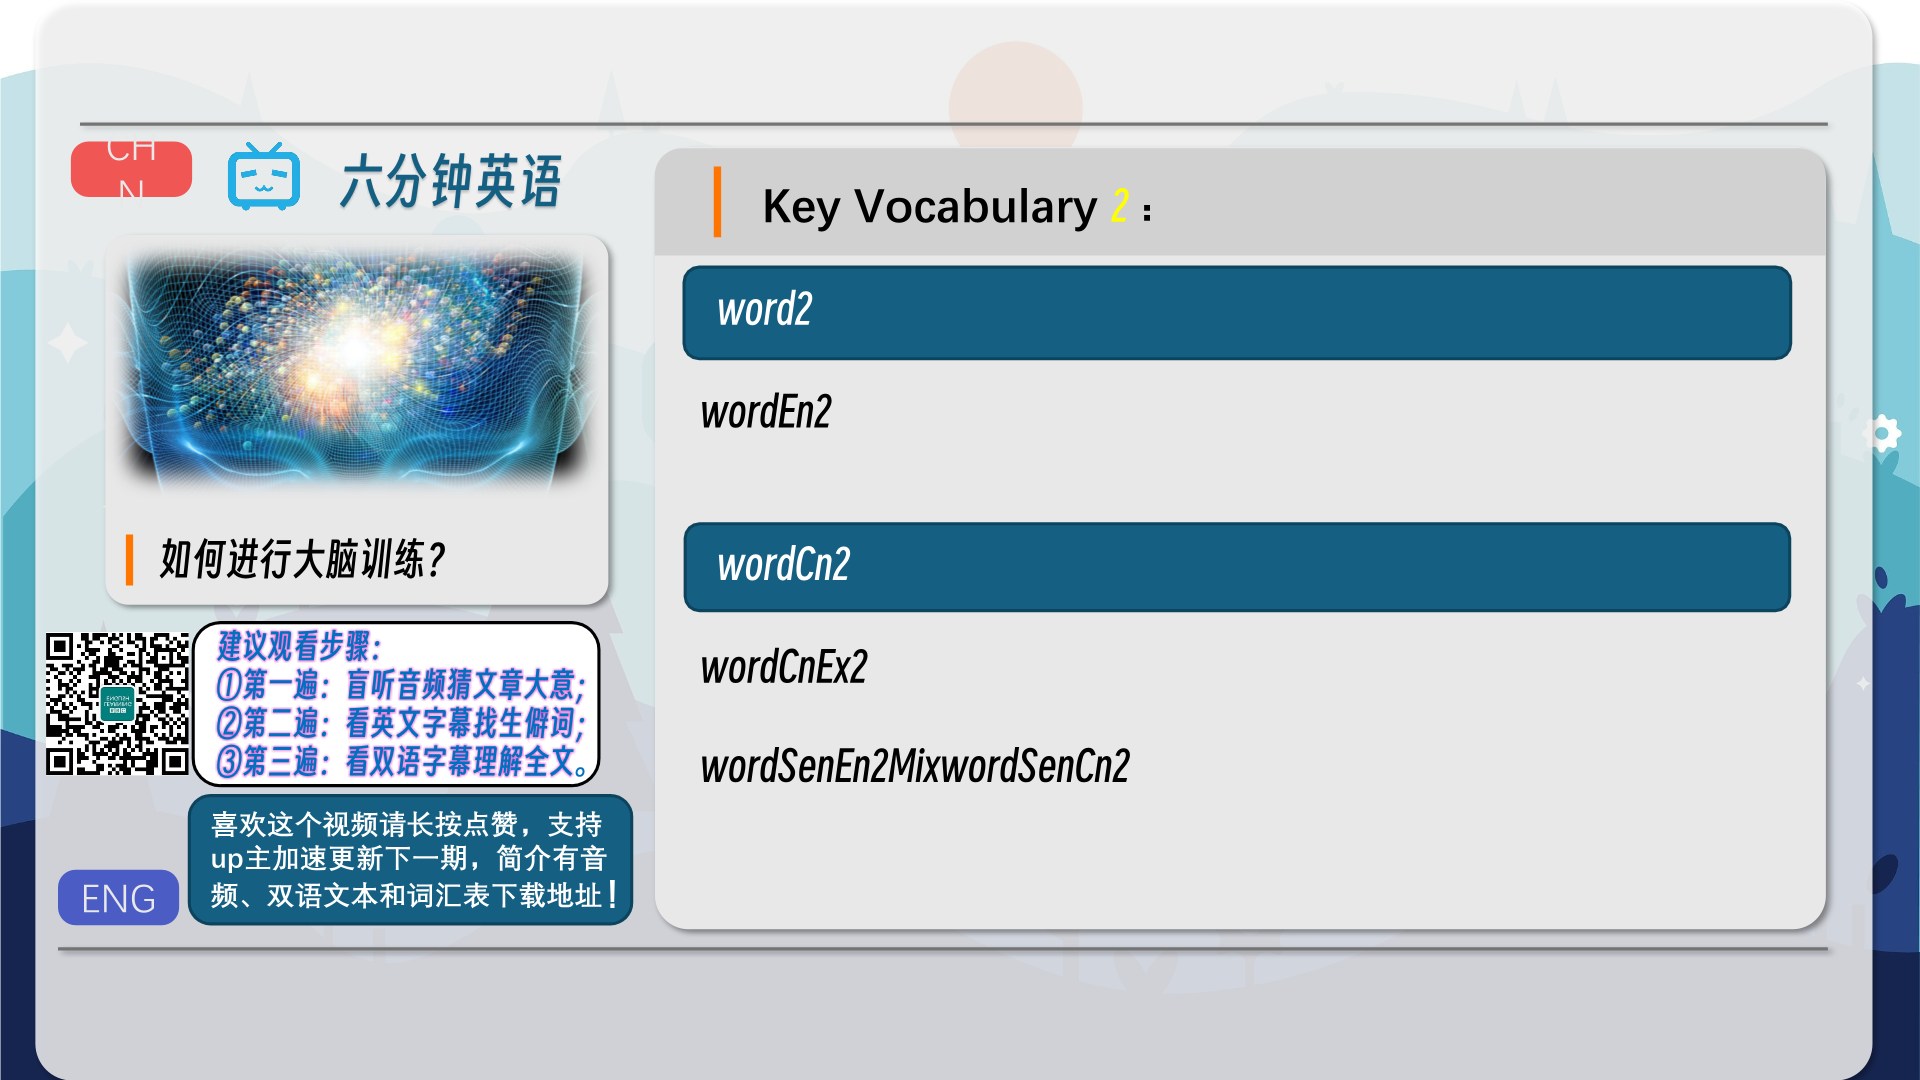 CH
N
六分钟英语
如何进行大脑训练？
建议观看步骤：
①第一遍：盲听音频猜文章大意；
②第二遍：看英文字幕找生僻词；
③第三遍：看双语字幕理解全文。
喜欢这个视频请长按点赞，支持
up主加速更新下一期，简介有音
频、双语文本和词汇表下载地址！
ENG
Key Vocabulary 2：
word2
wordEn2
wordCn2
wordCnEx2
wordSenEn2MixwordSenCn2